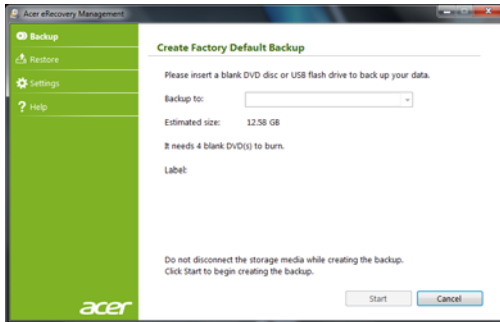 Acer eRecovery Management
Backup
Restore
Settings
? Help
Create Factory Default Backup
Please insert a blank DVD disc or USB flash drive to back up your data.
Backup to:
Estimated size: 12.58 GB
It needs 4 blank DVD(s) to burn.
Label:
Do not disconnect the storage media while creating the backup.
Click Start to begin creating the backup.
Start Cancel
acer